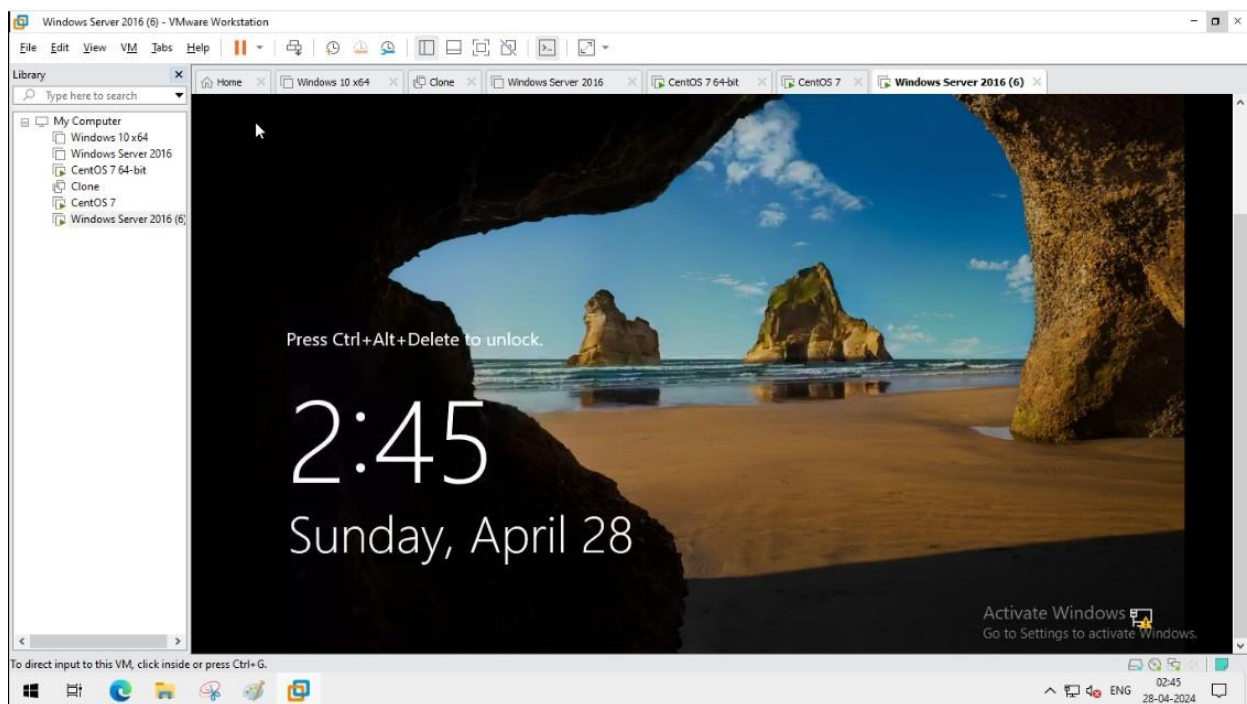 Windows Server 2016 (6) - VMware Workstation
File Edit View VM Tabs Help
Library
Type here to search
Home
Windows 10 x64
Clone
Windows Server 2016
CentOS 7 64-bit
CentOS 7
Windows Server 2016 (6)
My Computer
Windows 10 x64
Windows Server 2016
CentOS 7 64-bit
Clone
CentOS 7
Windows Server 2016 (6)
Press Ctrl+Alt+Delete to unlock.
2:45
Sunday, April 28
Activate Windows
Go to Settings to activate Windows.
To direct input to this VM, click inside or press Ctrl+G.
ENG
02:45
28-04-2024